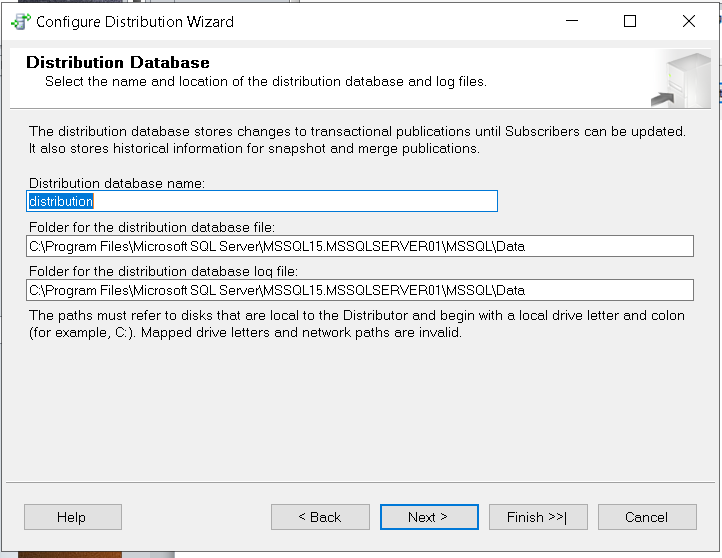 Configure Distribution Wizard
Distribution Database
Select the name and location of the distribution database and log files.
The distribution database stores changes to transactional publications until Subscribers can be updated.
It also stores historical information for snapshot and merge publications.
Distribution database name:
distribution
Folder for the distribution database file:
C:\Program Files\Microsoft SQL Server\MSSQL15.MSSQLSERVER01\MSSQL\Data
Folder for the distribution database log file:
C:\Program Files\Microsoft SQL Server\MSSQL15.MSSQLSERVER01\MSSQL\Data
The paths must refer to disks that are local to the Distributor and begin with a local drive letter and colon
(for example, C:). Mapped drive letters and network paths are invalid.
Help < Back Next > Finish >>| Cancel